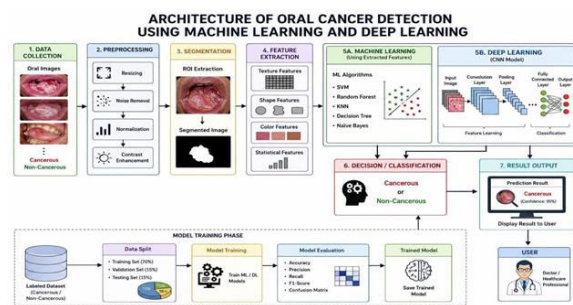 ARCHITECTURE OF ORAL CANCER DETECTION
USING MACHINE LEARNING AND DEEP LEARNING
1. DATA
COLLECTION
Oral Images
Cancerous
Non-Cancerous
2. PREPROCESSING
Resizing
Noise Removal
Normalization
Contrast
Enhancement
3. SEGMENTATION
ROI Extraction
Segmented Image
4. FEATURE
EXTRACTION
Texture Features
Shape Features
Color Features
Statistical Features
5A. MACHINE LEARNING
(Using Extracted Features)
ML Algorithms
• SVM
• Random Forest
• KNN
• Decision Tree
• Naive Bayes
5B. DEEP LEARNING
(CNN Model)
Input
Image
Convolution
Layer
Pooling
Layer
Fully
Connected
Layer
Output
Layer
Feature Learning
Classification
6. DECISION / CLASSIFICATION
Cancerous
or
Non-Cancerous
7. RESULT OUTPUT
Prediction Result
Cancerous
Display Result to User
USER
Doctor /
Healthcare
Professional
MODEL TRAINING PHASE
Labeled Dataset
(Cancerous /
Non-Cancerous)
Data Split
• Training Set (70%)
• Validation Set (15%)
• Testing Set (15%)
Model Training
Train ML / DL
Models
Model Evaluation
• Accuracy
• Precision
• Recall
• F1-Score
• Confusion Matrix
Trained Model
Save Trained
Model